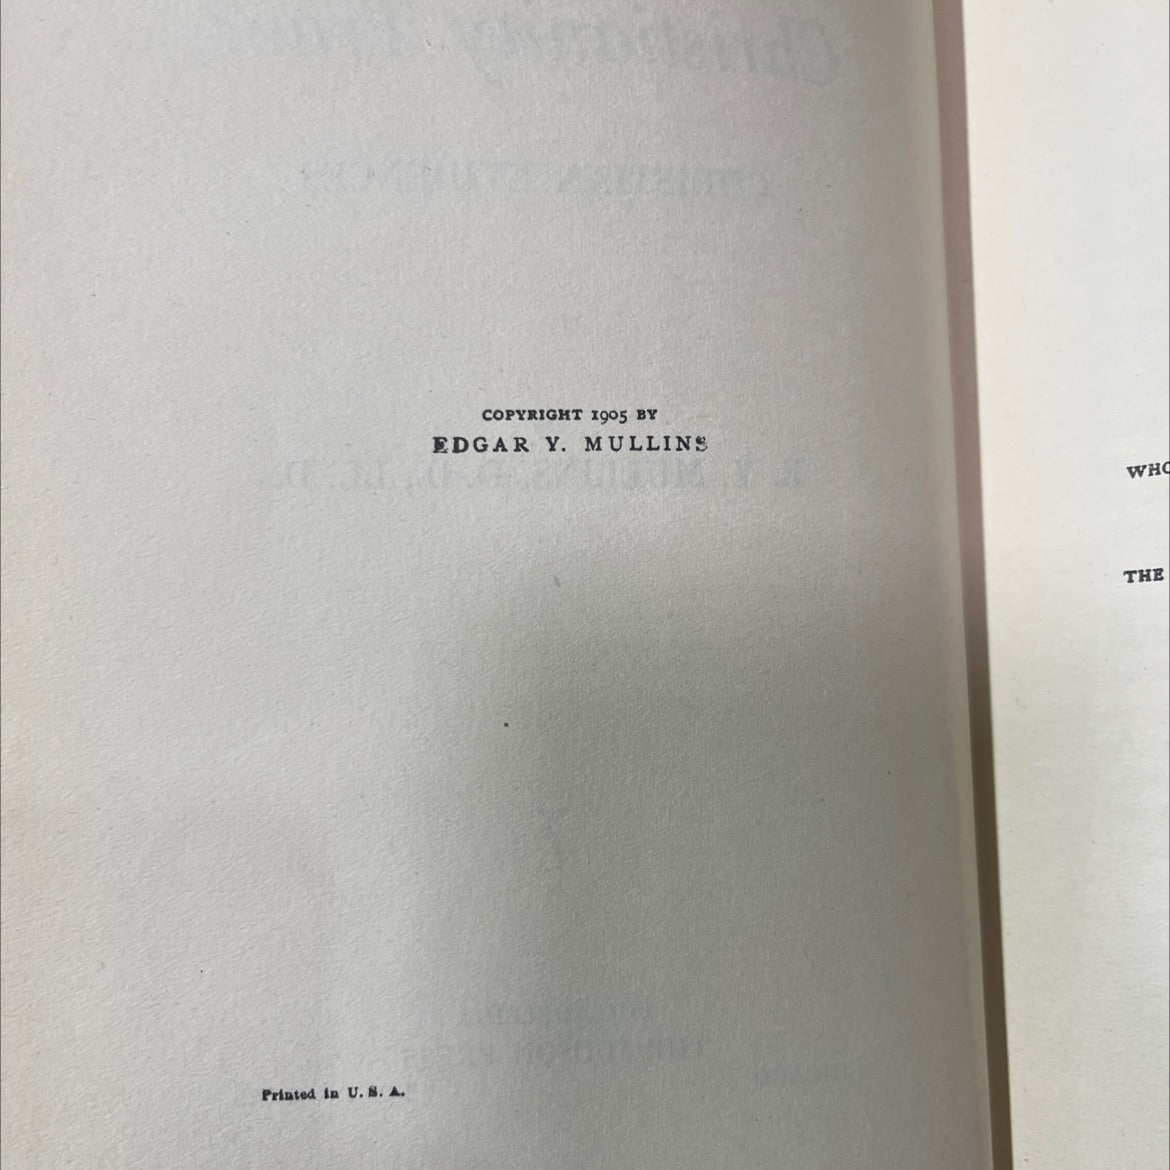 COPYRIGHT 1905 BY
EDGAR Y. MULLINS
Printed in U. S. A.
WHO
THE